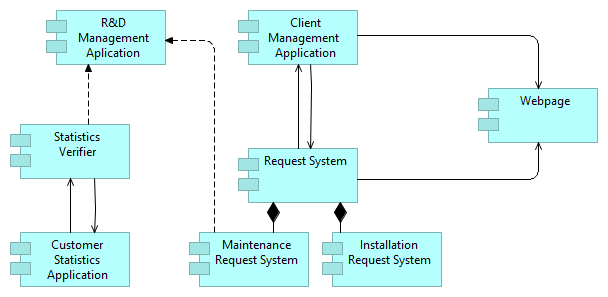 R&D
Management
Aplication
Client
Management
Application
Webpage
Statistics
Verifier
Request System
Customer
Statistics
Application
Maintenance
Request System
Installation
Request System